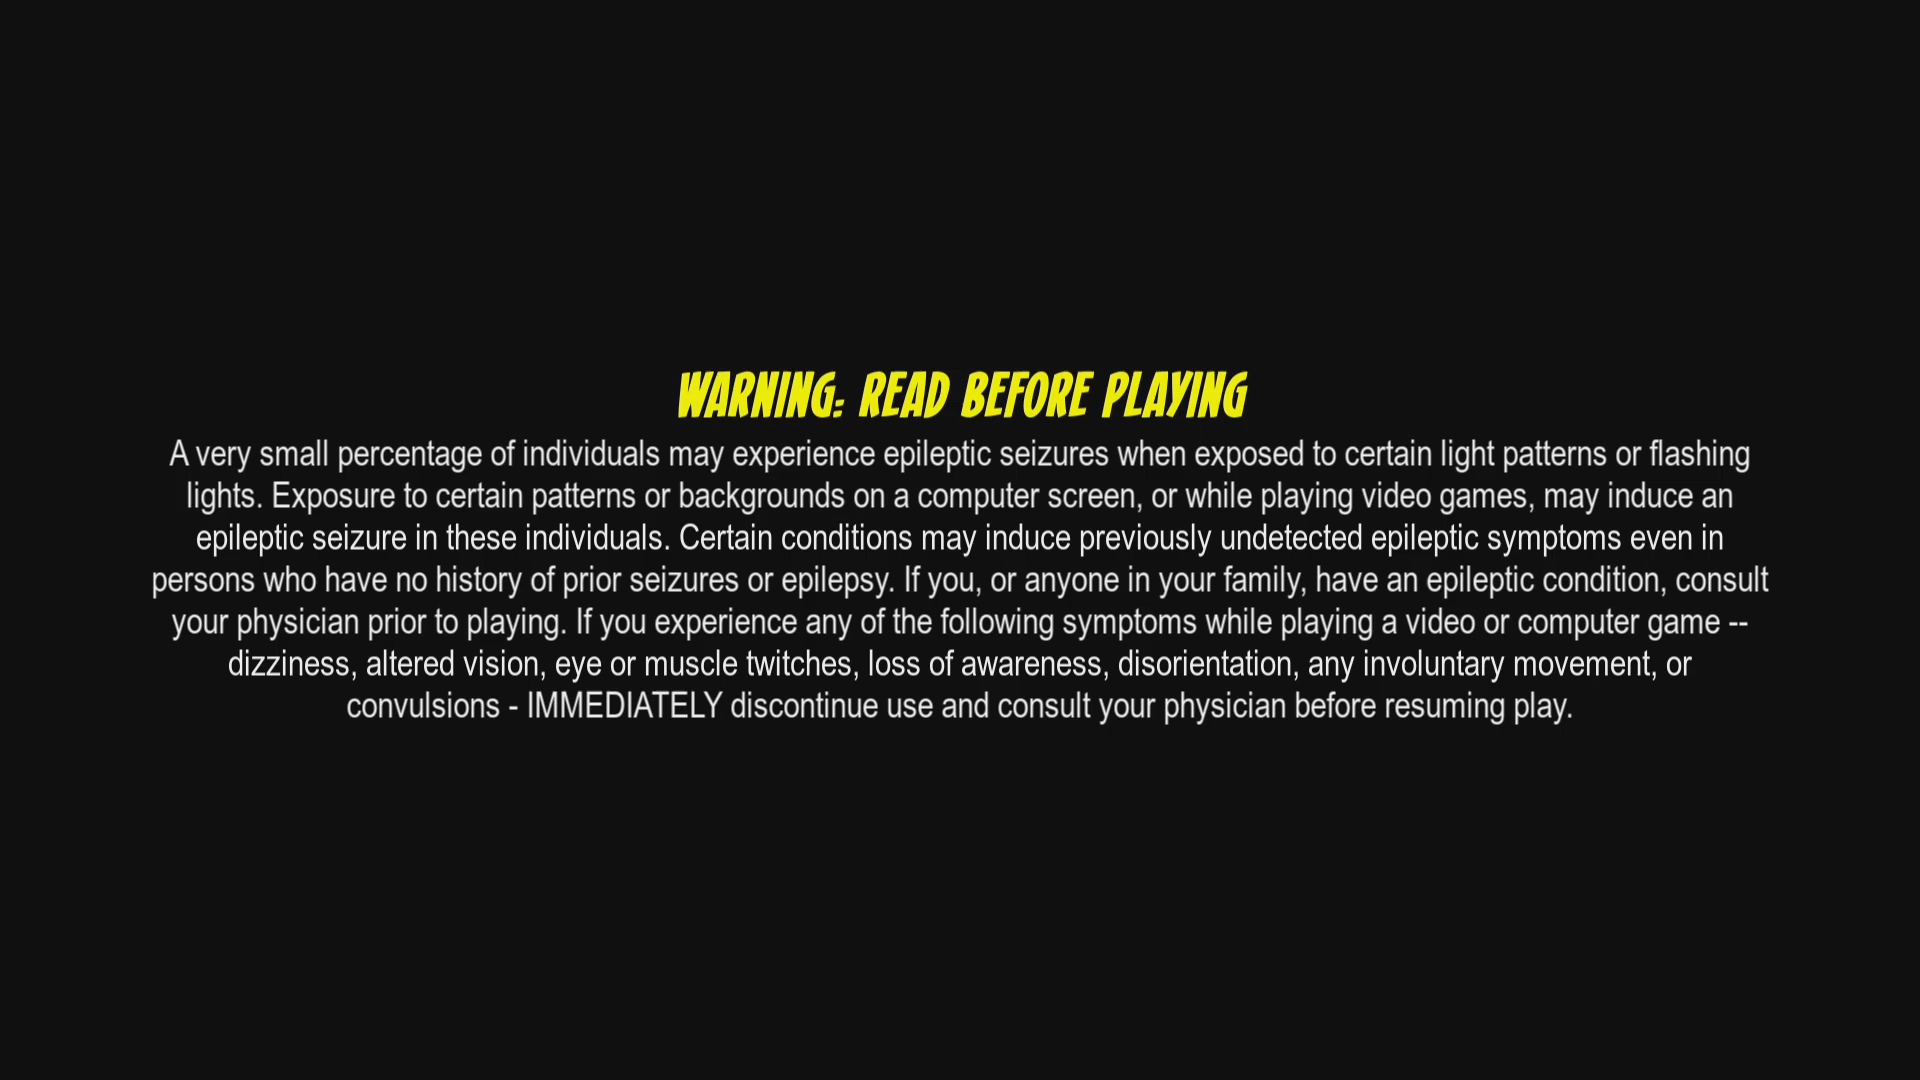 WARNING: READ BEFORE PLAYING
A very small percentage of individuals may experience epileptic seizures when exposed to certain light patterns or flashing
lights. Exposure to certain patterns or backgrounds on a computer screen, or while playing video games, may induce an
epileptic seizure in these individuals. Certain conditions may induce previously undetected epileptic symptoms even in
persons who have no history of prior seizures or epilepsy. If you, or anyone in your family, have an epileptic condition, consult
your physician prior to playing. If you experience any of the following symptoms while playing a video or computer game --
dizziness, altered vision, eye or muscle twitches, loss of awareness, disorientation, any involuntary movement, or
convulsions - IMMEDIATELY discontinue use and consult your physician before resuming play.